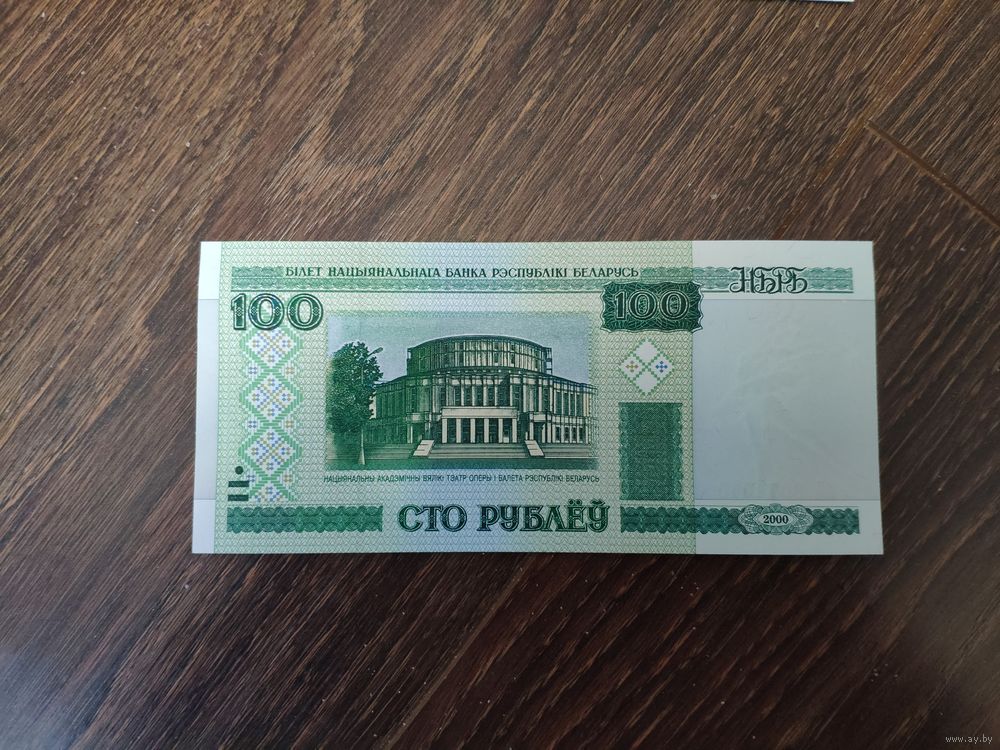 БІЛЕТ НАЦЫЯНАЛЬНАГА БАНКА РЭСПУБЛІКІ БЕЛАРУСЬ
НБРБ
100
100
НАЦЫЯНАЛЬНЫ АКАДЭМІЧНЫ ВЯЛІКІ ТЭАТР ОПЕРЫ І БАЛЕТА РЭСПУБЛІКІ БЕЛАРУСЬ
СТО РУБЛЁЎ
2000
www.ay.by